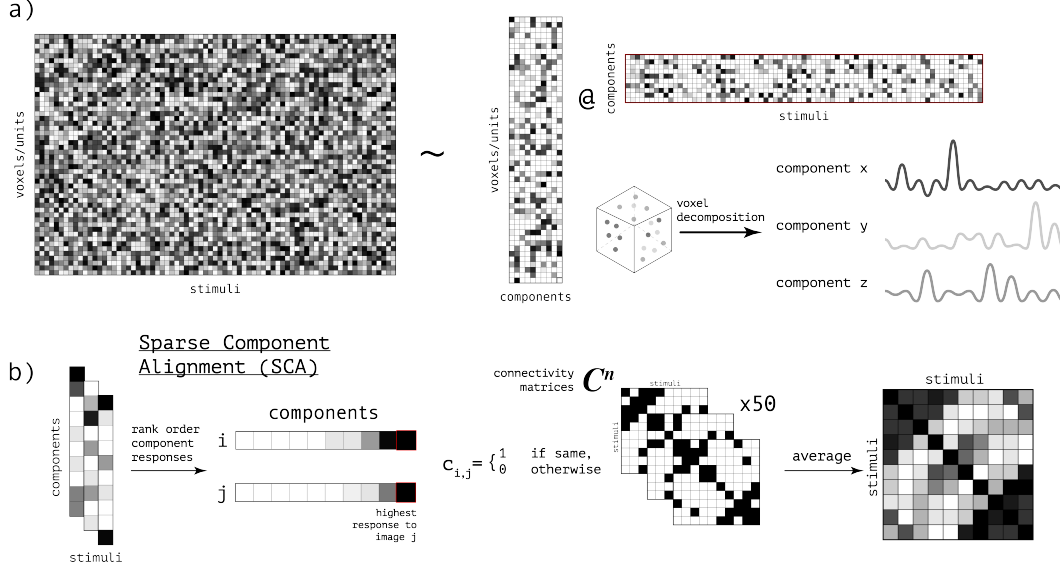 a)
voxels/units
stimuli
~
voxels/units
components
@
components
stimuli
voxel
decomposition
component x
component y
component z
b)
Sparse Component
Alignment (SCA)
components
stimuli
rank order
component
responses
components
i
j
highest
response to
image j
connectivity
matrices
Cⁿ
c i,j = { 1 if same,
0 otherwise
stimuli
stimuli
x50
average
stimuli
stimuli